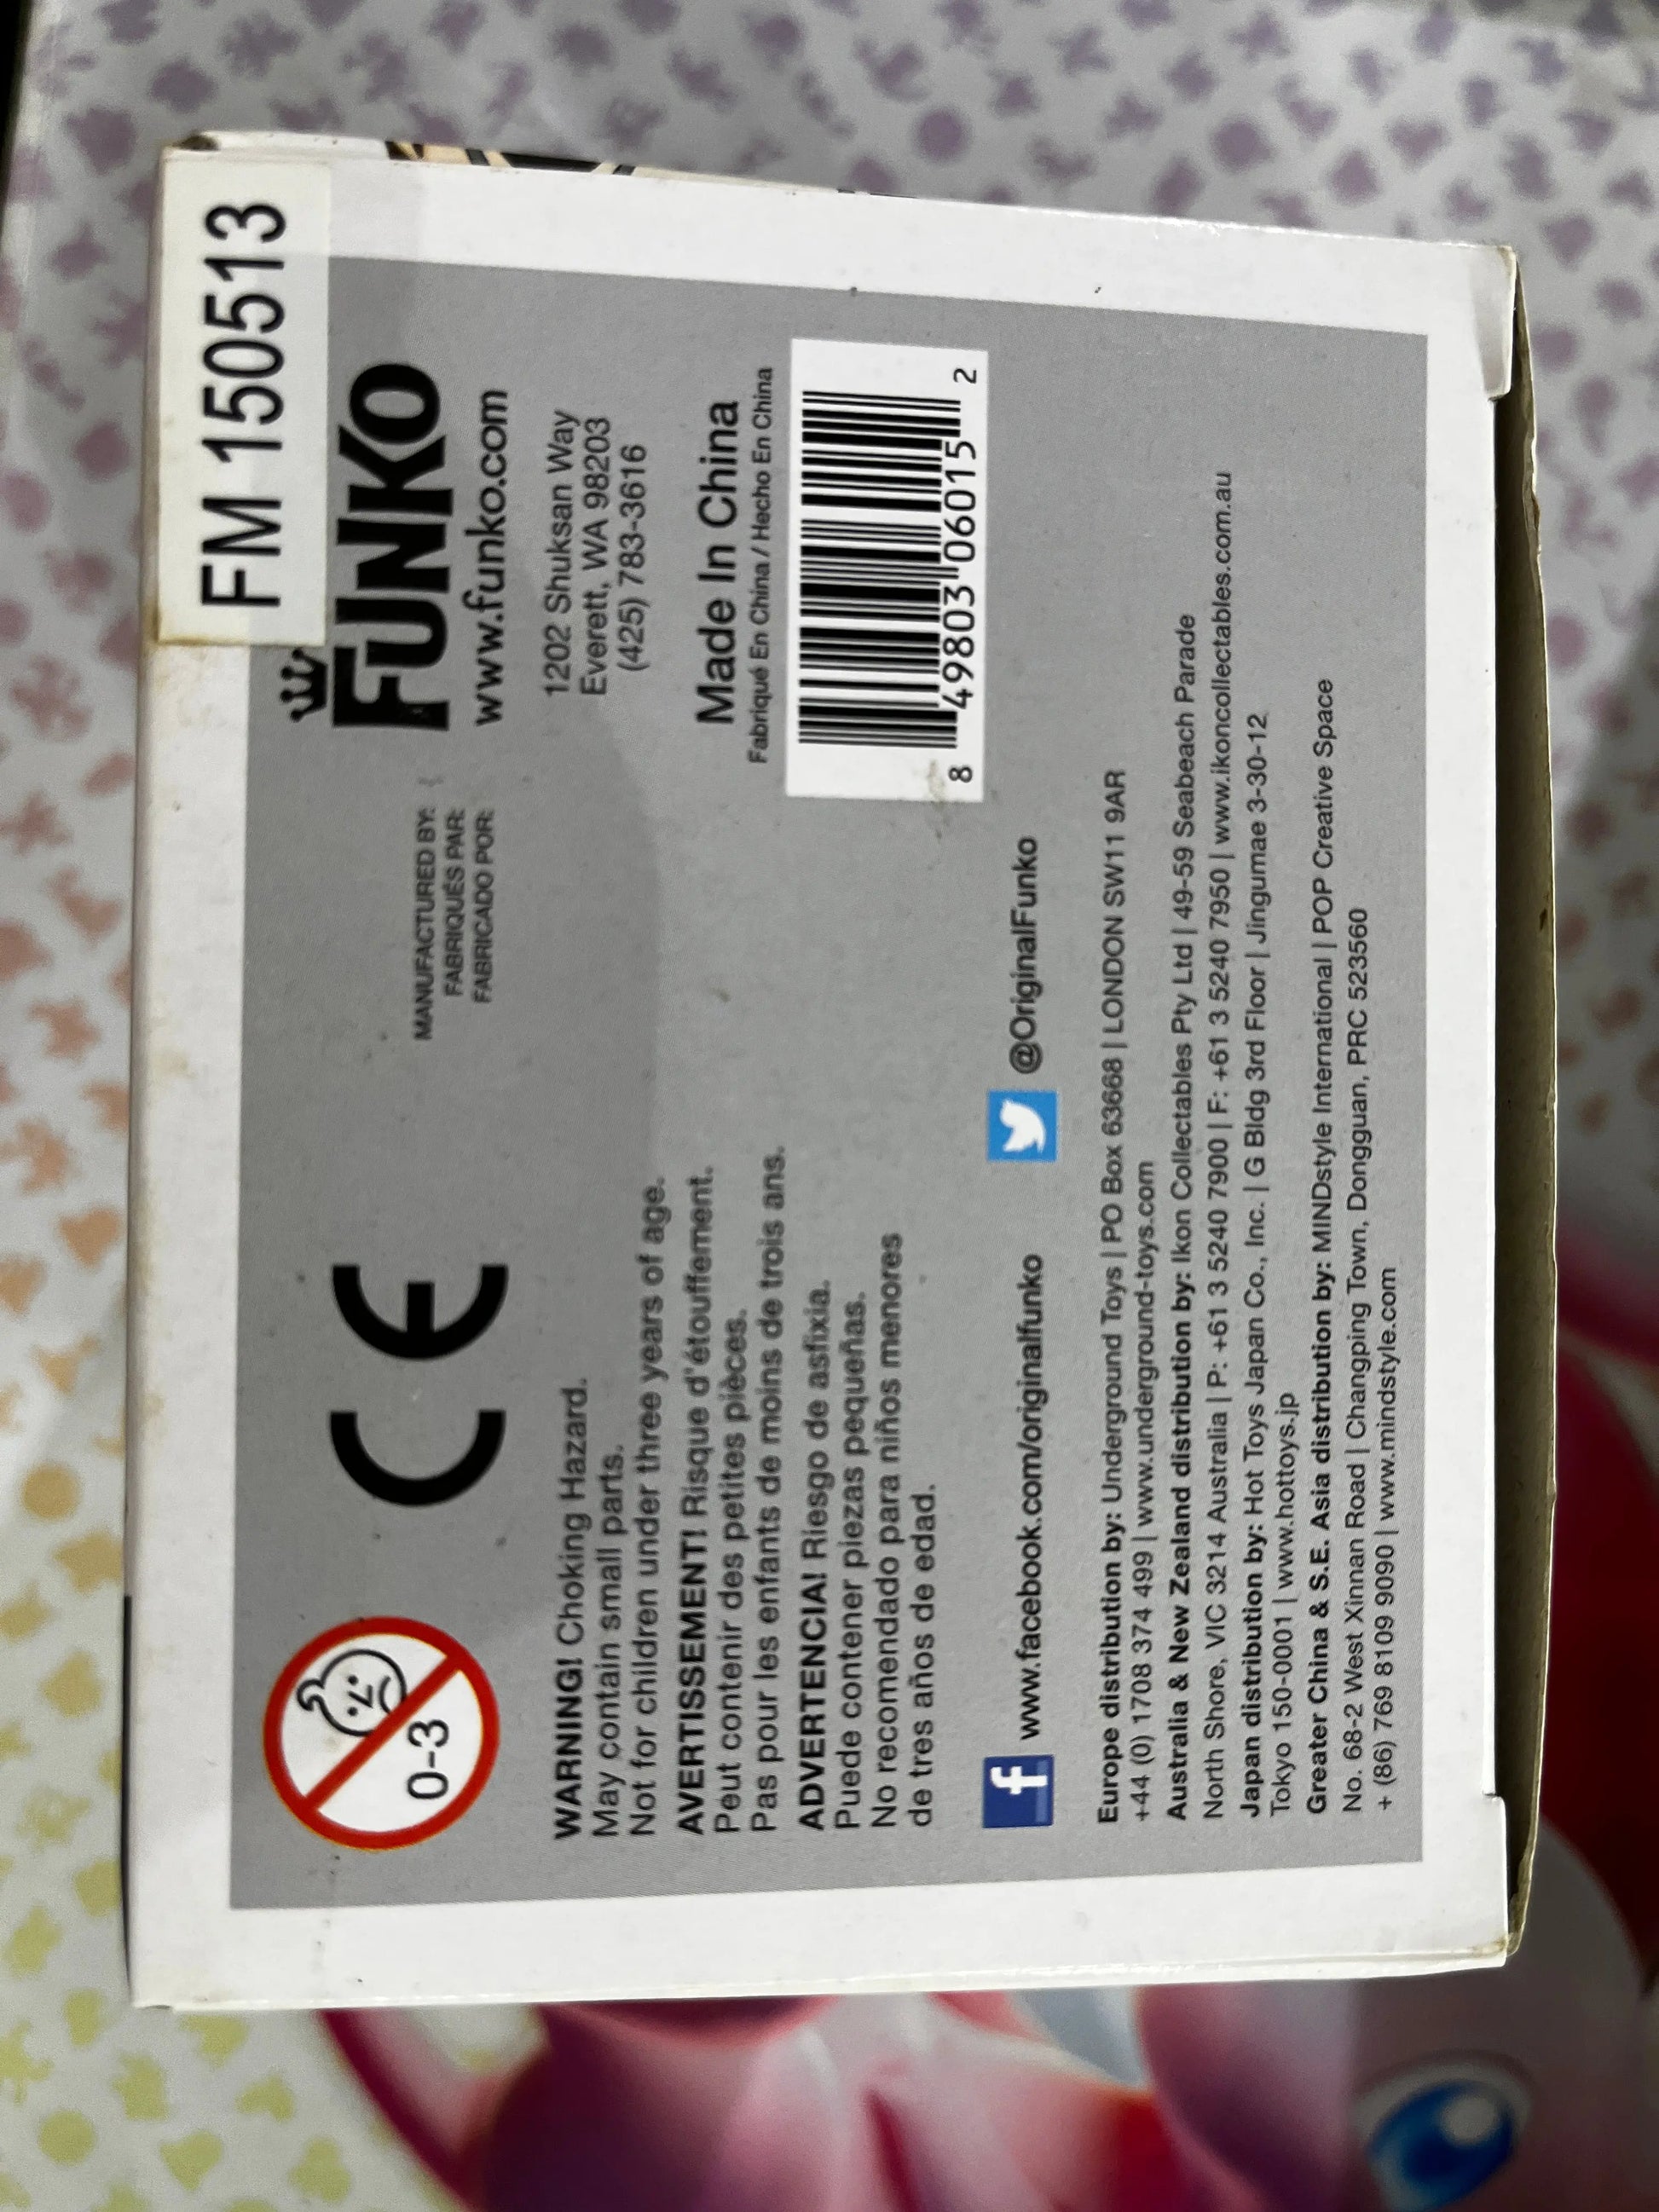 FM 150513
MANUFACTURED BY:
FABRIQUÉS PAR:
FABRICADO POR:
FUNKO
www.funko.com
1202 Shuksan Way
Everett, WA 98203
(425) 783-3616
Made In China
Fabriqué En China / Hecho En China
8 49803 06015 2
CE
0-3
WARNING! Choking Hazard.
May contain small parts.
Not for children under three years of age.
AVERTISSEMENT! Risque d'étouffement.
Peut contenir des petites pièces.
Pas pour les enfants de moins de trois ans.
ADVERTENCIA! Riesgo de asfixia.
Puede contener piezas pequeñas.
No recomendado para niños menores
de tres años de edad.
f www.facebook.com/originalfunko
@OriginalFunko
Europe distribution by: Underground Toys | PO Box 63668 | LONDON SW11 9AR
+44 (0) 1708 374 499 | www.underground-toys.com
Australia & New Zealand distribution by: Ikon Collectables Pty Ltd | 49-59 Seabeach Parade
North Shore, VIC 3214 Australia | P: +61 3 5240 7900 | F: +61 3 5240 7950 | www.ikoncollectables.com.au
Japan distribution by: Hot Toys Japan Co., Inc. | G Bldg 3rd Floor | Jingumae 3-30-12
Tokyo 150-0001 | www.hottoys.jp
Greater China & S.E. Asia distribution by: MINDstyle International | POP Creative Space
No. 68-2 West Xinnan Road | Changping Town, Dongguan, PRC 523560
+ (86) 769 8109 9090 | www.mindstyle.com